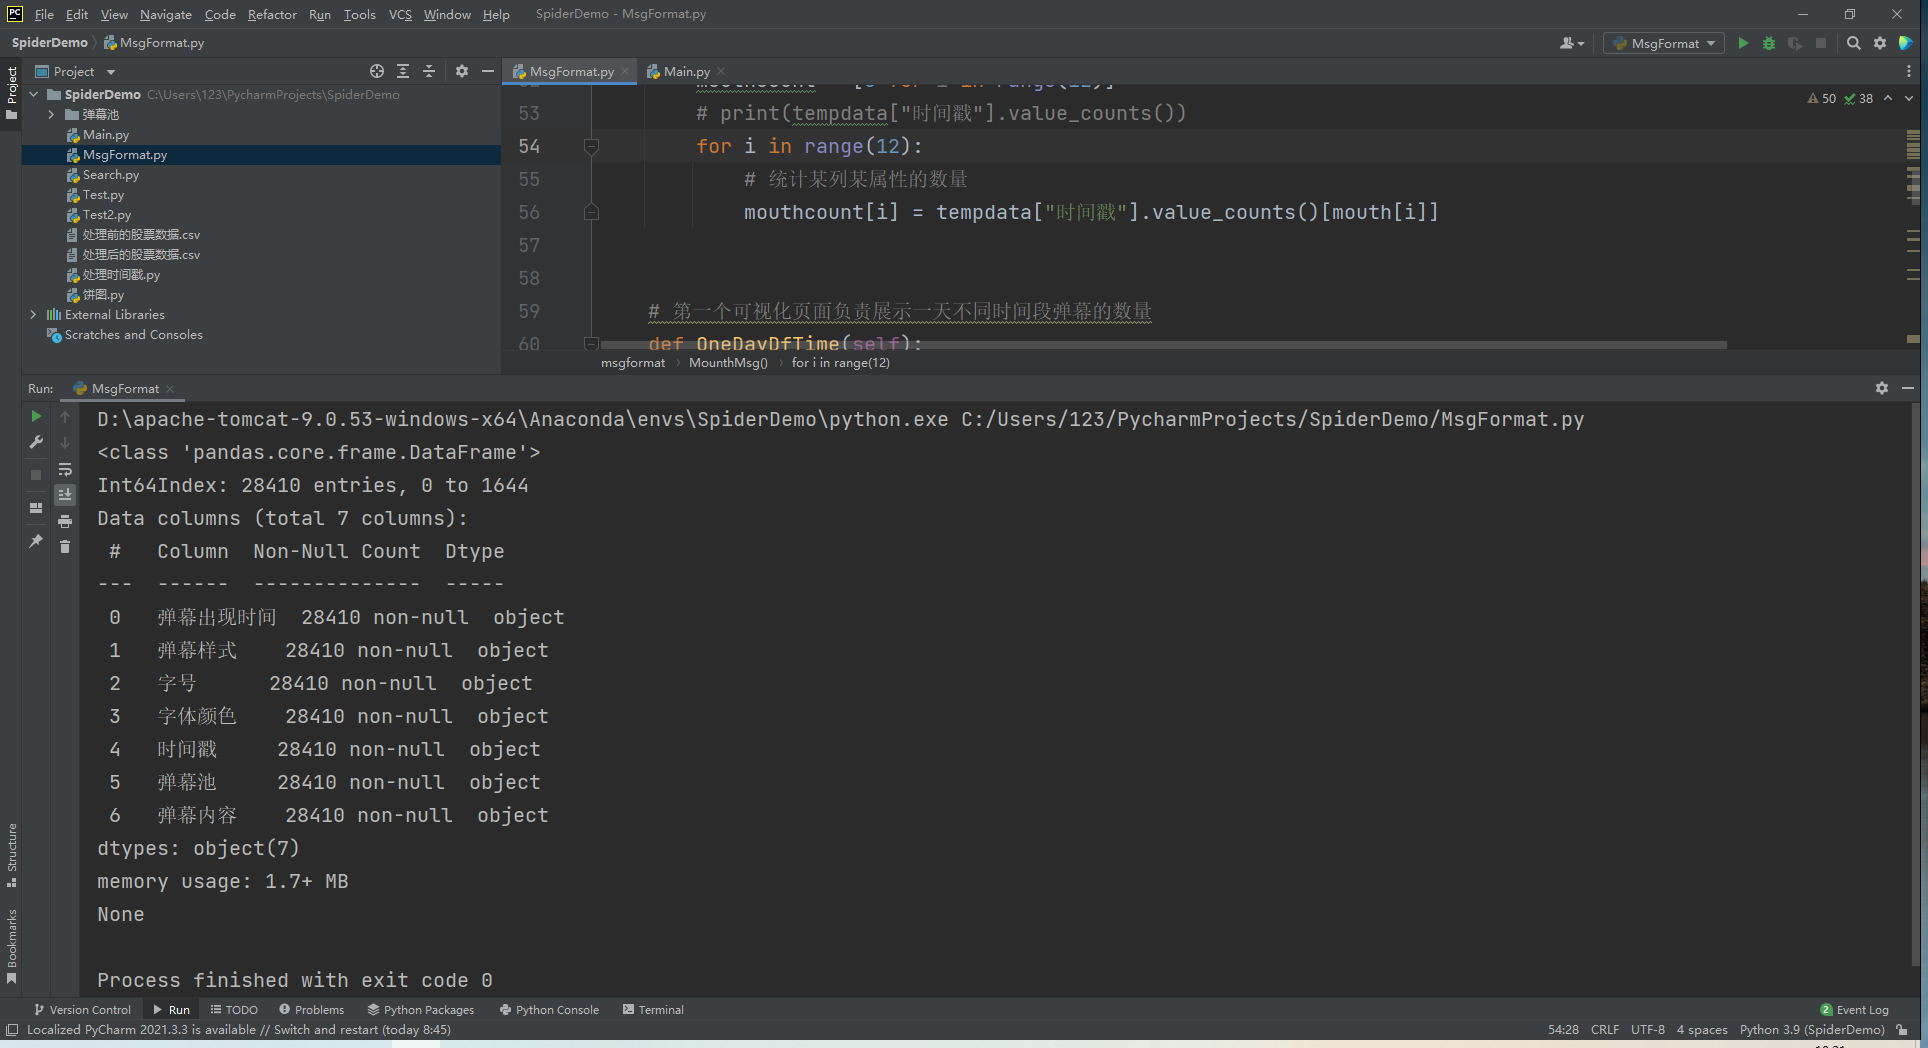 PC File Edit View Navigate Code Refactor Run Tools VCS Window Help SpiderDemo - MsgFormat.py
SpiderDemo MsgFormat.py MsgFormat
Project
Project
MsgFormat.py Main.py
SpiderDemo C:\Users\123\PycharmProjects\SpiderDemo
弹幕池
Main.py
MsgFormat.py
Search.py
Test.py
Test2.py
处理前的股票数据.csv
处理后的股票数据.csv
处理时间戳.py
饼图.py
External Libraries
Scratches and Consoles
50 38
53 # print(tempdata["时间戳"].value_counts())
54 for i in range(12):
55 # 统计某列某属性的数量
56 mouthcount[i] = tempdata["时间戳"].value_counts()[mouth[i]]
57
58
59 # 第一个可视化页面负责展示一天不同时间段弹幕的数量
60 def OneDayDfTime(self):
msgformat MounthMsg() for i in range(12)
Run: MsgFormat
D:\apache-tomcat-9.0.53-windows-x64\Anaconda\envs\SpiderDemo\python.exe C:/Users/123/PycharmProjects/SpiderDemo/MsgFormat.py
<class 'pandas.core.frame.DataFrame'>
Int64Index: 28410 entries, 0 to 1644
Data columns (total 7 columns):
# Column Non-Null Count Dtype
--- ------ -------------- -----
0 弹幕出现时间 28410 non-null object
1 弹幕样式 28410 non-null object
2 字号 28410 non-null object
3 字体颜色 28410 non-null object
4 时间戳 28410 non-null object
5 弹幕池 28410 non-null object
6 弹幕内容 28410 non-null object
dtypes: object(7)
memory usage: 1.7+ MB
None
Process finished with exit code 0
Structure
Bookmarks
Version Control Run TODO Problems Python Packages Python Console Terminal 2 Event Log
Localized PyCharm 2021.3.3 is available // Switch and restart (today 8:45) 54:28 CRLF UTF-8 4 spaces Python 3.9 (SpiderDemo)